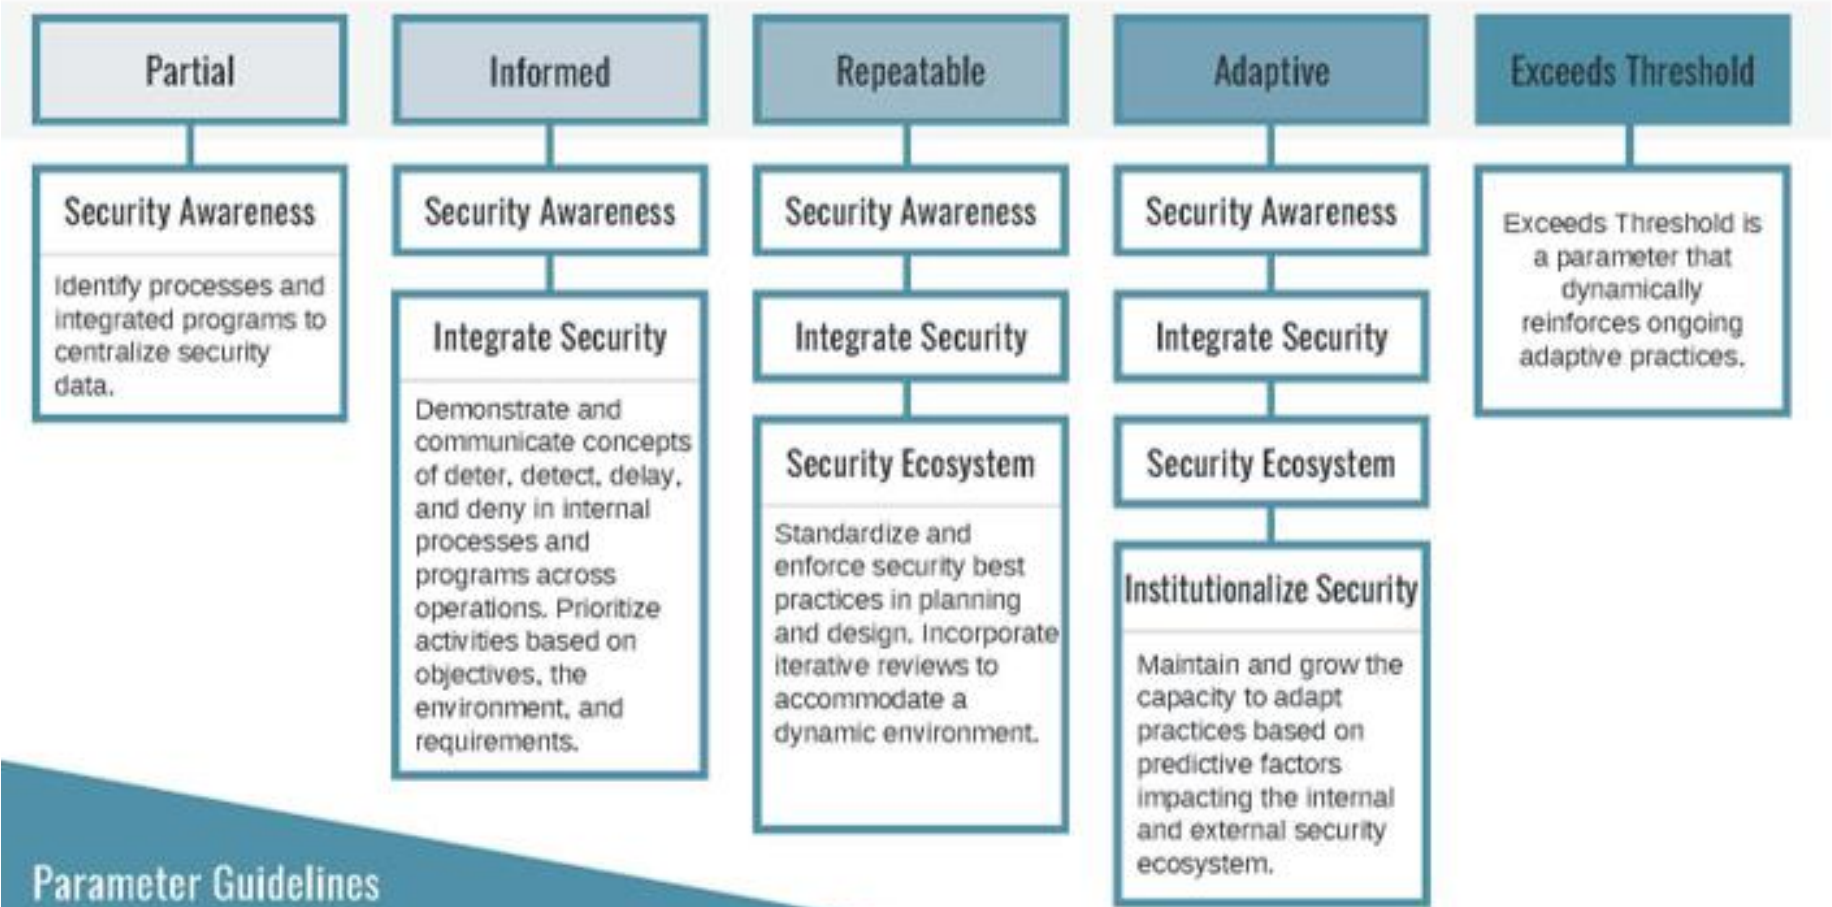 Partial
Security Awareness
Identify processes and
integrated programs to
centralize security
data.
Informed
Security Awareness
Integrate Security
Demonstrate and
communicate concepts
of deter, detect, delay,
and deny in internal
processes and
programs across
operations. Prioritize
activities based on
objectives, the
environment, and
requirements.
Repeatable
Security Awareness
Integrate Security
Security Ecosystem
Standardize and
enforce security best
practices in planning
and design. Incorporate
iterative reviews to
accommodate a
dynamic environment.
Adaptive
Security Awareness
Integrate Security
Security Ecosystem
Institutionalize Security
Maintain and grow the
capacity to adapt
practices based on
predictive factors
impacting the internal
and external security
ecosystem.
Exceeds Threshold
Exceeds Threshold is
a parameter that
dynamically
reinforces ongoing
adaptive practices.
Parameter Guidelines